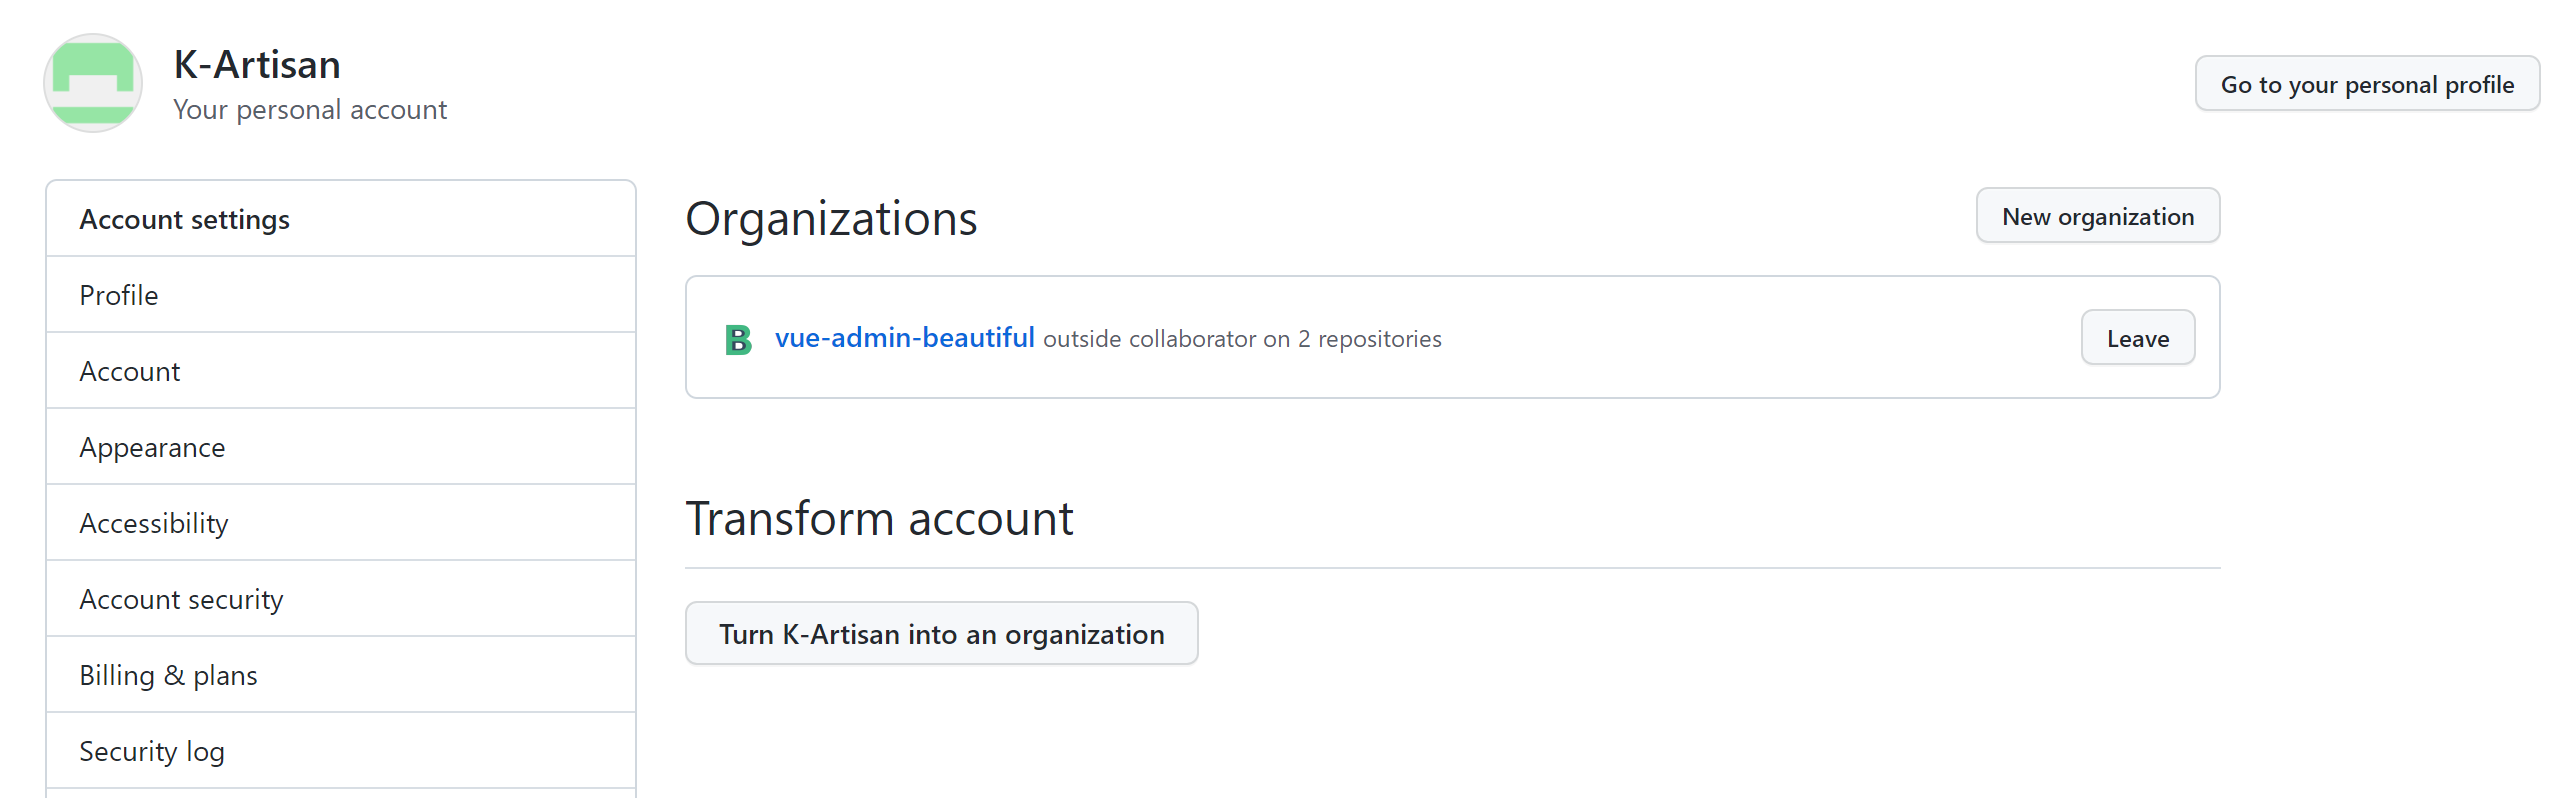 K-Artisan
Your personal account
Go to your personal profile
Account settings
Profile
Account
Appearance
Accessibility
Account security
Billing & plans
Security log
Organizations
New organization
B vue-admin-beautiful outside collaborator on 2 repositories
Leave
Transform account
Turn K-Artisan into an organization